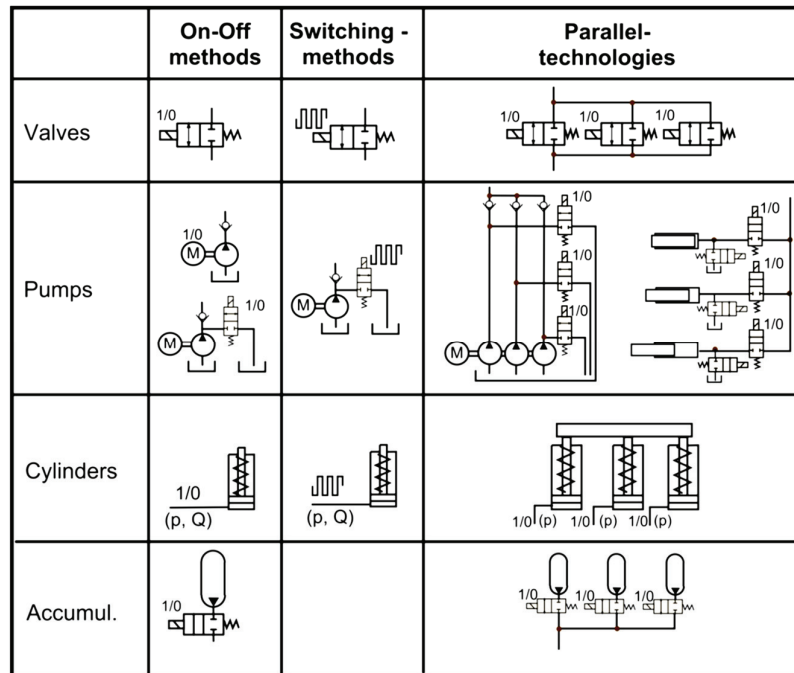 On-Off
methods
Switching -
methods
Parallel-
technologies
Valves
1/0
1/0
1/0
1/0
Pumps
1/0
M
1/0
M
M
1/0
1/0
1/0
M
1/0
1/0
1/0
Cylinders
1/0
(p, Q)
(p, Q)
1/0 (p)
1/0 (p)
1/0 (p)
Accumul.
1/0
1/0
1/0
1/0